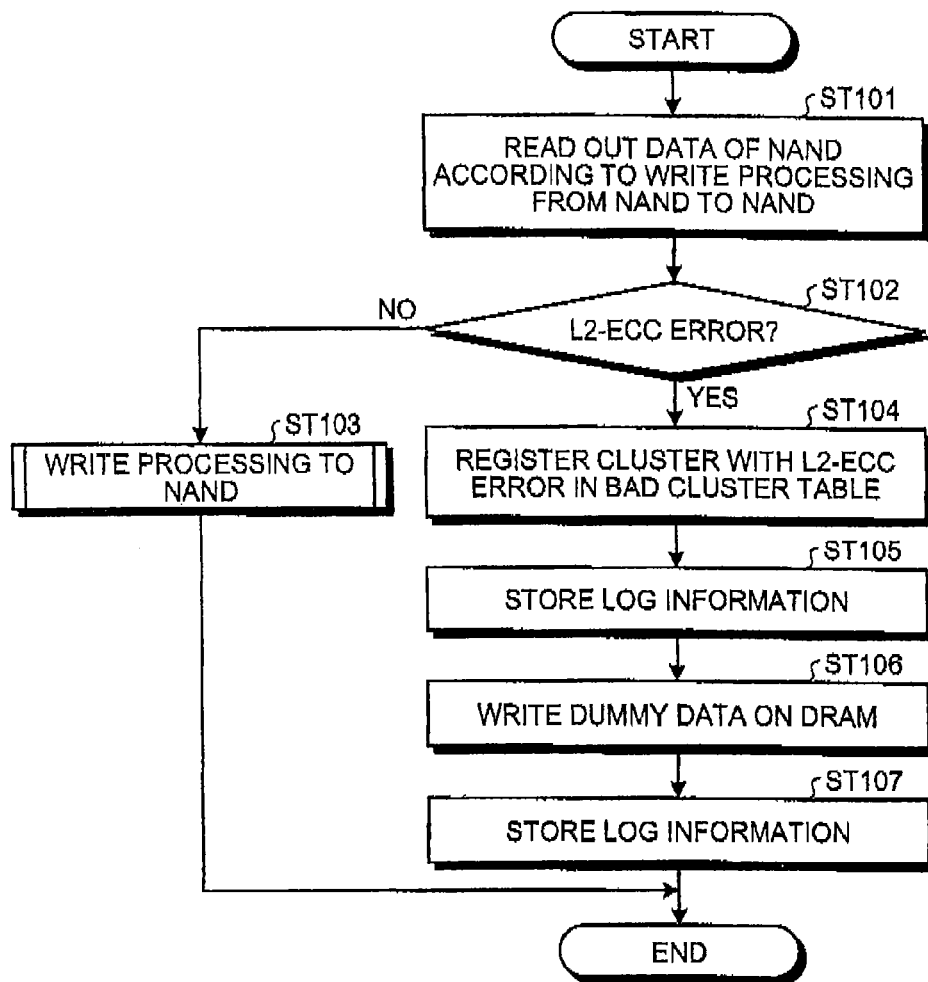 START
ST101
READ OUT DATA OF NAND
ACCORDING TO WRITE PROCESSING
FROM NAND TO NAND
ST102
NO
L2-ECC ERROR?
YES
ST103
ST104
WRITE PROCESSING TO
NAND
REGISTER CLUSTER WITH L2-ECC
ERROR IN BAD CLUSTER TABLE
ST105
STORE LOG INFORMATION
ST106
WRITE DUMMY DATA ON DRAM
ST107
STORE LOG INFORMATION
END